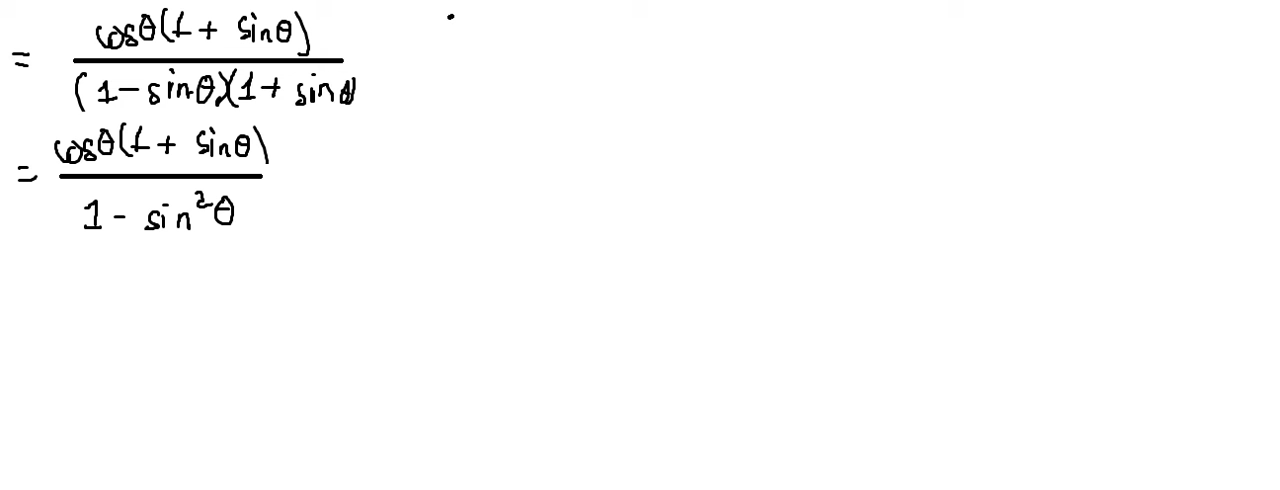 = cosθ(1 + sinθ)
(1 - sinθ)(1 + sinθ
= cosθ(1 + sinθ)
1 - sin²θ